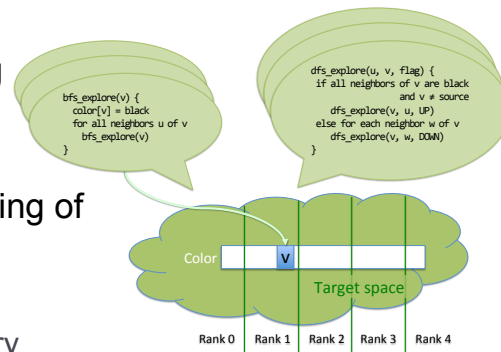 g
bfs_explore(v) {
color[v] = black
for all neighbors u of v
bfs_explore(v)
}
dfs_explore(u, v, flag) {
if all neighbors of v are black
and v ≠ source
dfs_explore(v, u, UP)
else for each neighbor w of v
dfs_explore(v, w, DOWN)
}
ing of
Color
V
Target space
ry
Rank 0 Rank 1 Rank 2 Rank 3 Rank 4